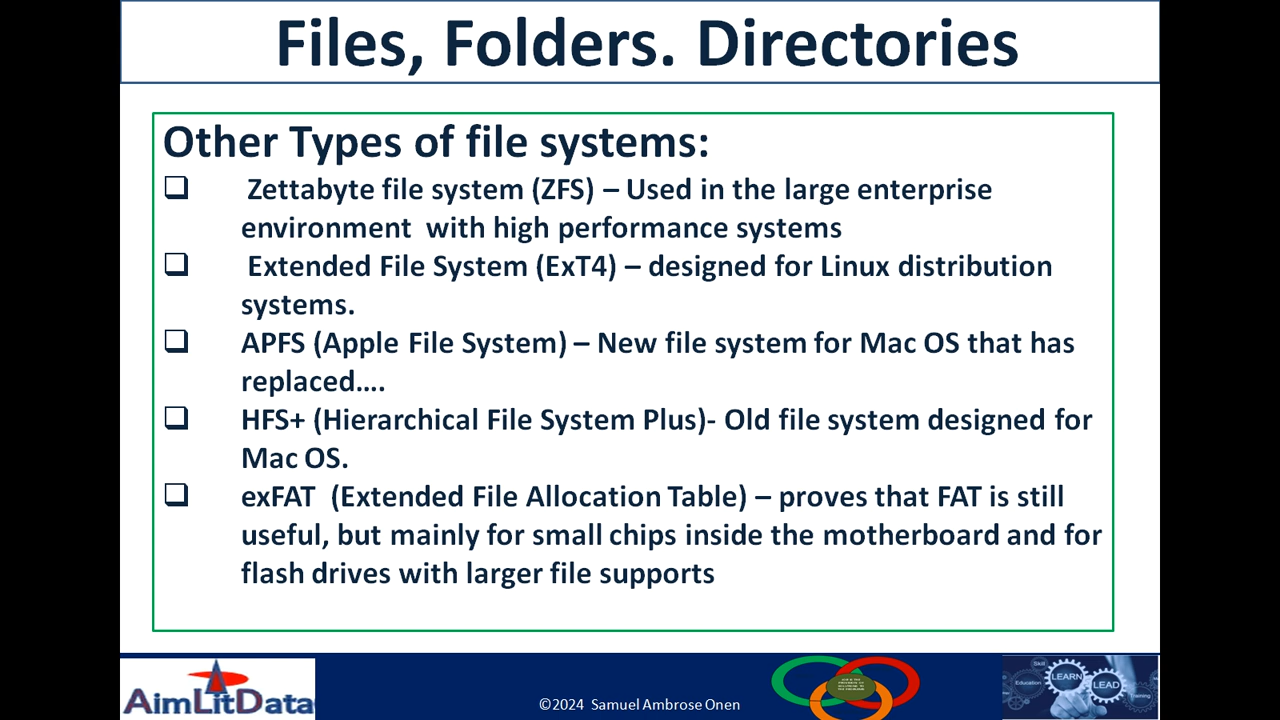 Files, Folders. Directories
Other Types of file systems:
❑ Zettabyte file system (ZFS) – Used in the large enterprise
environment with high performance systems
❑ Extended File System (ExT4) – designed for Linux distribution
systems.
❑ APFS (Apple File System) – New file system for Mac OS that has
replaced....
❑ HFS+ (Hierarchical File System Plus)- Old file system designed for
Mac OS.
❑ exFAT (Extended File Allocation Table) – proves that FAT is still
useful, but mainly for small chips inside the motherboard and for
flash drives with larger file supports
AimLitData
©2024 Samuel Ambrose Onen
Skill
Education
LEARN
LEAD
Training